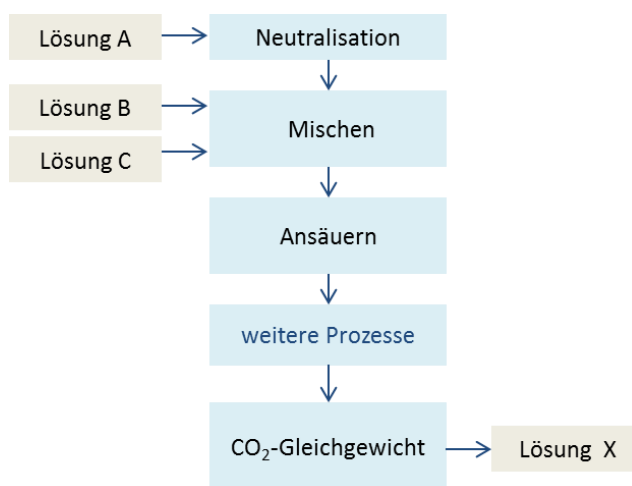 Lösung A
Neutralisation
Lösung B
Mischen
Lösung C
Ansäuern
weitere Prozesse
CO₂-Gleichgewicht
Lösung X